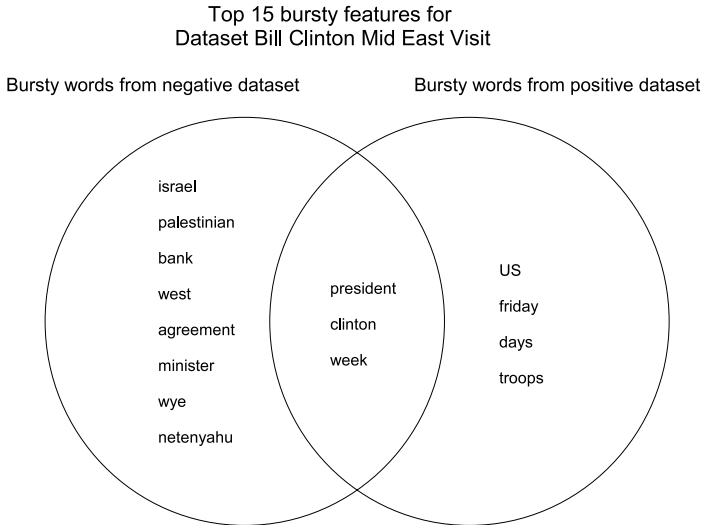 Top 15 bursty features for
Dataset Bill Clinton Mid East Visit
Bursty words from negative dataset
Bursty words from positive dataset
israel
palestinian
bank
west
agreement
minister
wye
netenyahu
president
clinton
week
US
friday
days
troops